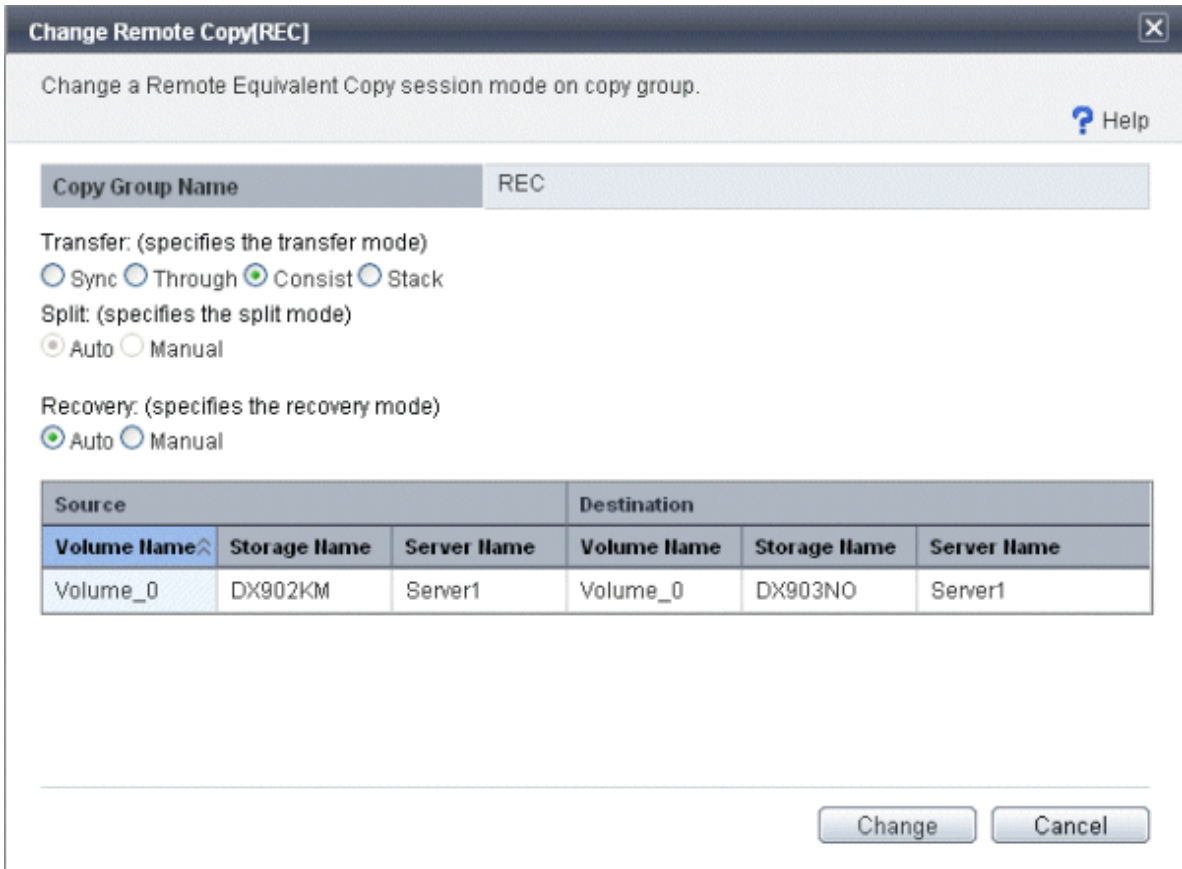 Change Remote Copy[REC]
Change a Remote Equivalent Copy session mode on copy group.
? Help
Copy Group Name REC
Transfer: (specifies the transfer mode)
Sync Through Consist Stack
Split: (specifies the split mode)
Auto Manual
Recovery: (specifies the recovery mode)
Auto Manual
Source Destination
Volume Name Storage Name Server Name Volume Name Storage Name Server Name
Volume_0 DX902KM Server1 Volume_0 DX903NO Server1
Change Cancel